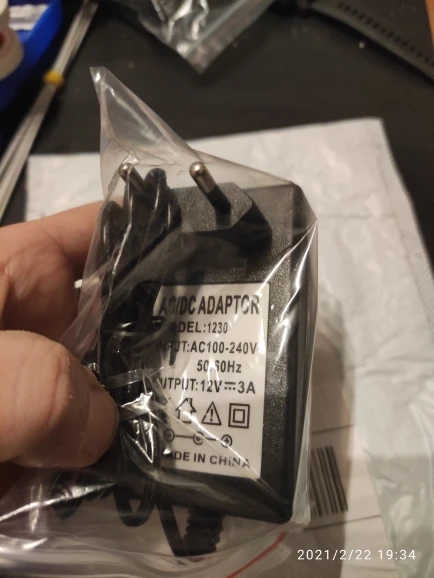 AC/DC ADAPTOR
MODEL:1230
INPUT:AC100-240V
50/60Hz
OUTPUT:12V⎓3A
MADE IN CHINA
2021/2/22 19:34